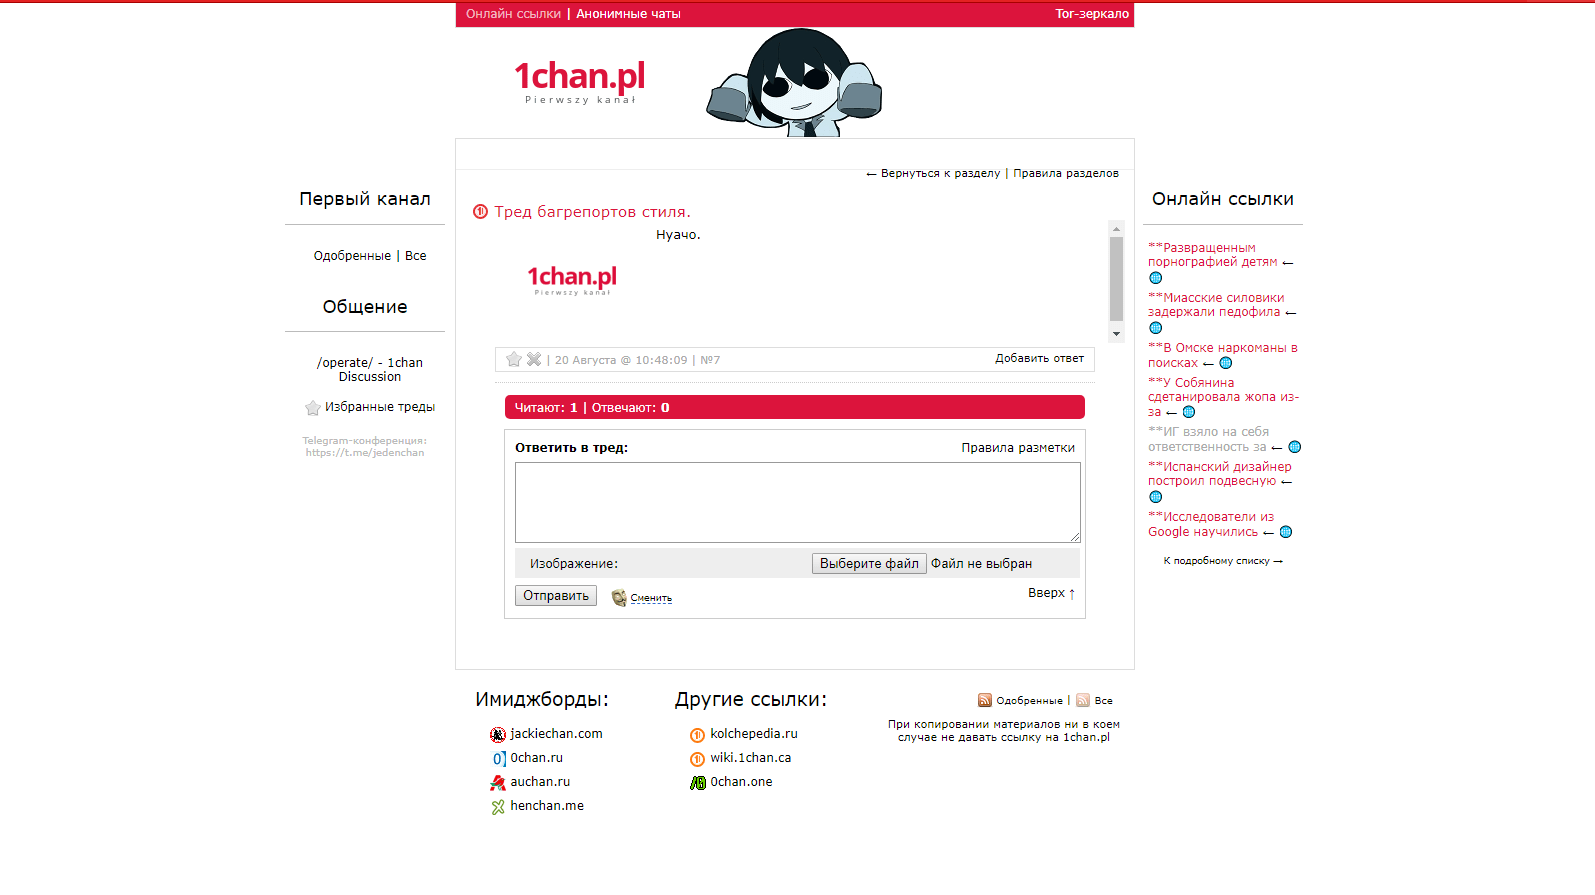 Онлайн ссылки | Анонимные чаты
Tor-зеркало
1chan.pl
Pierwszy kanał
← Вернуться к разделу | Правила разделов
Первый канал
Одобренные | Все
Общение
/operate/ - 1chan
Discussion
Избранные треды
Telegram-конференция:
https://t.me/jedenchan
Тред багрепортов стиля.
Нуачо.
1chan.pl
Pierwszy kanał
| 20 Августа @ 10:48:09 | №7
Добавить ответ
Читают: 1 | Отвечают: 0
Ответить в тред:
Правила разметки
Изображение:
Выберите файл
Файл не выбран
Отправить
Сменить
Вверх ↑
Онлайн ссылки
**Развращенным
порнографией детям ←
**Миасские силовики
задержали педофила ←
**В Омске наркоманы в
поисках ←
**У Собянина
сдетанировала жопа из-
за ←
**ИГ взяло на себя
ответственность за ←
**Испанский дизайнер
построил подвесную ←
**Исследователи из
Google научились ←
К подробному списку →
Имиджборды:
jackiechan.com
0chan.ru
auchan.ru
henchan.me
Другие ссылки:
kolchepedia.ru
wiki.1chan.ca
0chan.one
Одобренные | Все
При копировании материалов ни в коем
случае не давать ссылку на 1chan.pl